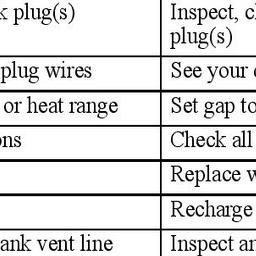 k plug(s)
Inspect, c
plug(s)
plug wires
See your
or heat range
Set gap to
ons
Check all
Replace w
Recharge
ank vent line
Inspect an